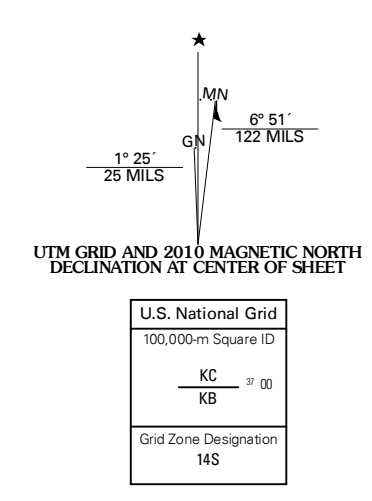 ★
MN
GN
6° 51´
122 MILS
1° 25´
25 MILS
UTM GRID AND 2010 MAGNETIC NORTH
DECLINATION AT CENTER OF SHEET
U.S. National Grid
100,000-m Square ID
KC
37 00
KB
Grid Zone Designation
14S